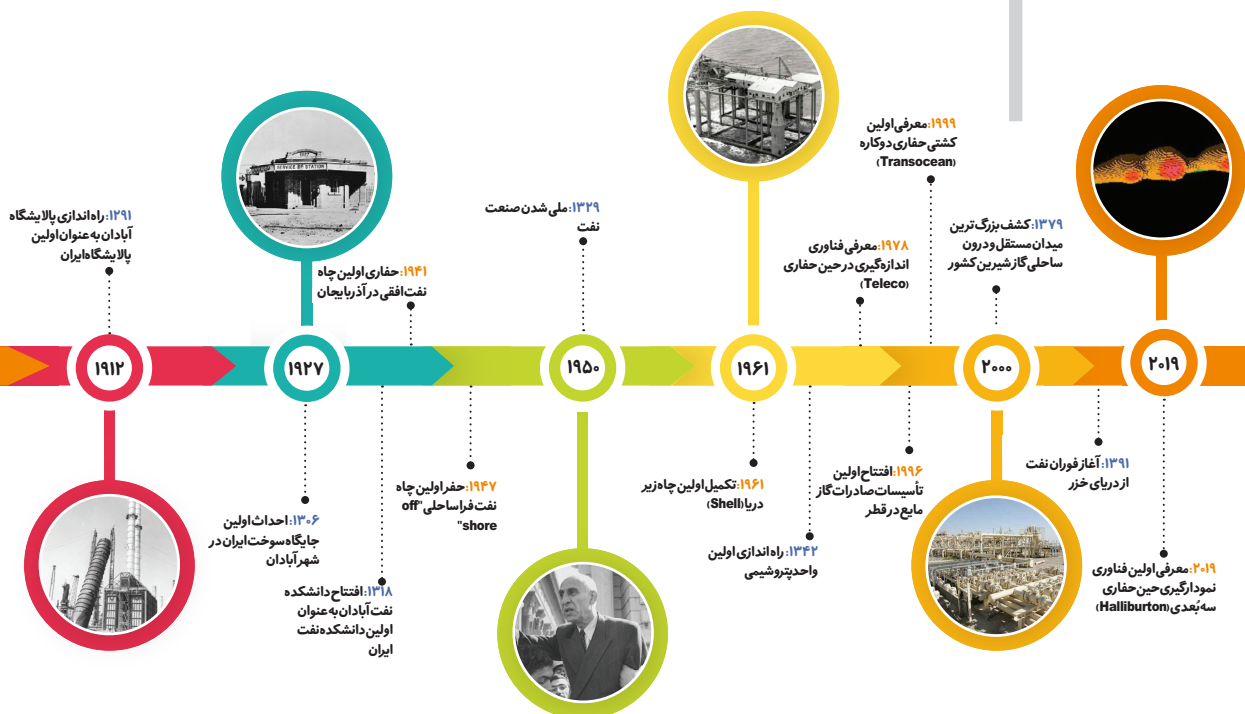 ۱۲۹۱: راه‌اندازی پالایشگاه
آبادان به عنوان اولین
پالایشگاه ایران
۱۹۱۲
SERVICE BP STATION
۱۹۲۷
۱۳۰۶: احداث اولین
جایگاه سوخت ایران در
شهر آبادان
۱۹۴۱: حفاری اولین چاه
نفت افقی در آذربایجان
۱۳۱۸: افتتاح دانشکده
نفت آبادان به عنوان
اولین دانشکده نفت
ایران
۱۹۴۷: حفر اولین چاه
نفت فراساحلی "off
shore"
۱۳۲۹: ملی شدن صنعت
نفت
۱۹۵۰
۱۹۶۱
۱۹۶۱: تکمیل اولین چاه زیر
دریا (Shell)
۱۳۴۲: راه‌اندازی اولین
واحد پتروشیمی
۱۹۷۸: معرفی فناوری
اندازه‌گیری در حین حفاری
(Teleco)
۱۹۹۶: افتتاح اولین
تأسیسات صادرات گاز
مایع در قطر
۱۹۹۹: معرفی اولین
کشتی حفاری دوکاره
(Transocean)
۱۳۷۹: کشف بزرگ‌ترین
میدان مستقل و درون
ساحلی گاز شیرین کشور
۲۰۰۰
۱۳۹۱: آغاز فوران نفت
از دریای خزر
۲۰۱۹
۲۰۱۹: معرفی اولین فناوری
نمودارگیری حین حفاری
سه بُعدی (Halliburton)